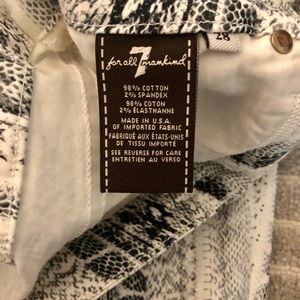 7
for all mankind
28
98% COTTON
2% SPANDEX
98% COTON
2% ÉLASTHANNE
MADE IN U.S.A.
OF IMPORTED FABRIC
FABRIQUÉ AUX ÉTATS-UNIS
DE TISSU IMPORTÉ
SEE REVERSE FOR CARE
ENTRETIEN AU VERSO